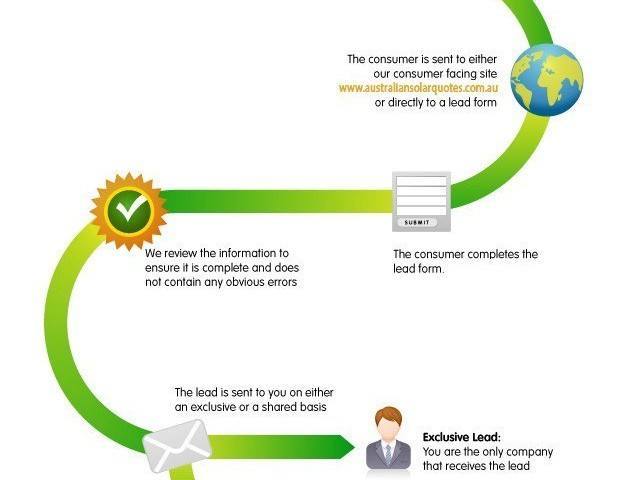 The consumer is sent to either
our consumer facing site
www.australiansolarquotes.com.au
or directly to a lead form
SUBMIT
We review the information to
ensure it is complete and does
not contain any obvious errors
The consumer completes the
lead form.
The lead is sent to you on either
an exclusive or a shared basis
Exclusive Lead:
You are the only company
that receives the lead